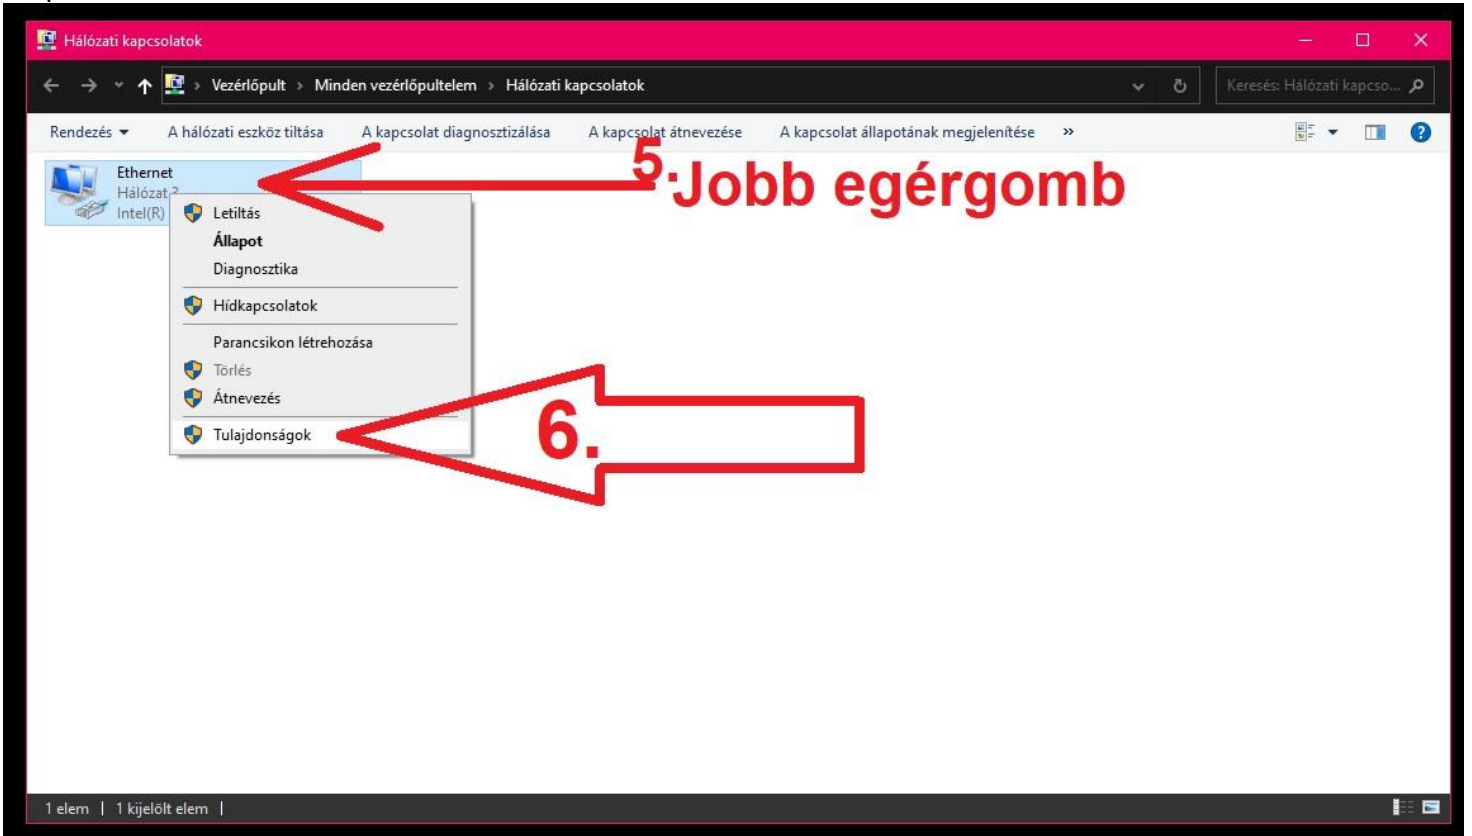 Hálózati kapcsolatok
Vezérlőpult › Minden vezérlőpultelem › Hálózati kapcsolatok
Keresés: Hálózati kapcso...
Rendezés A hálózati eszköz tiltása A kapcsolat diagnosztizálása A kapcsolat átnevezése A kapcsolat állapotának megjelenítése »
5. Jobb egérgomb
Ethernet
Hálózat
Intel(R)
Letiltás
Állapot
Diagnosztika
Hídkapcsolatok
Parancsikon létrehozása
Törlés
Átnevezés
Tulajdonságok
6.
1 elem 1 kijelölt elem